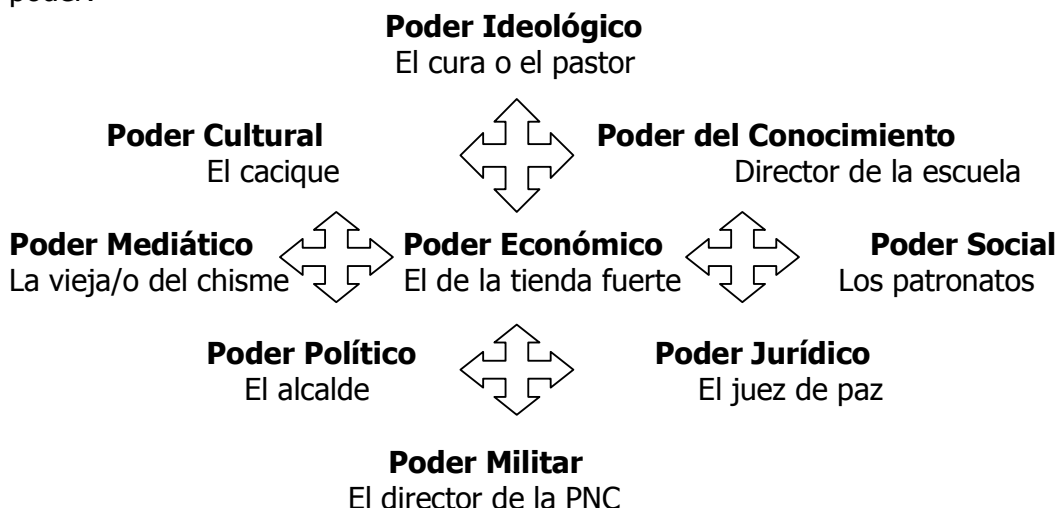 poder.
Poder Ideológico
El cura o el pastor
Poder Cultural Poder del Conocimiento
El cacique Director de la escuela
Poder Mediático Poder Económico Poder Social
La vieja/o del chisme El de la tienda fuerte Los patronatos
Poder Político Poder Jurídico
El alcalde El juez de paz
Poder Militar
El director de la PNC